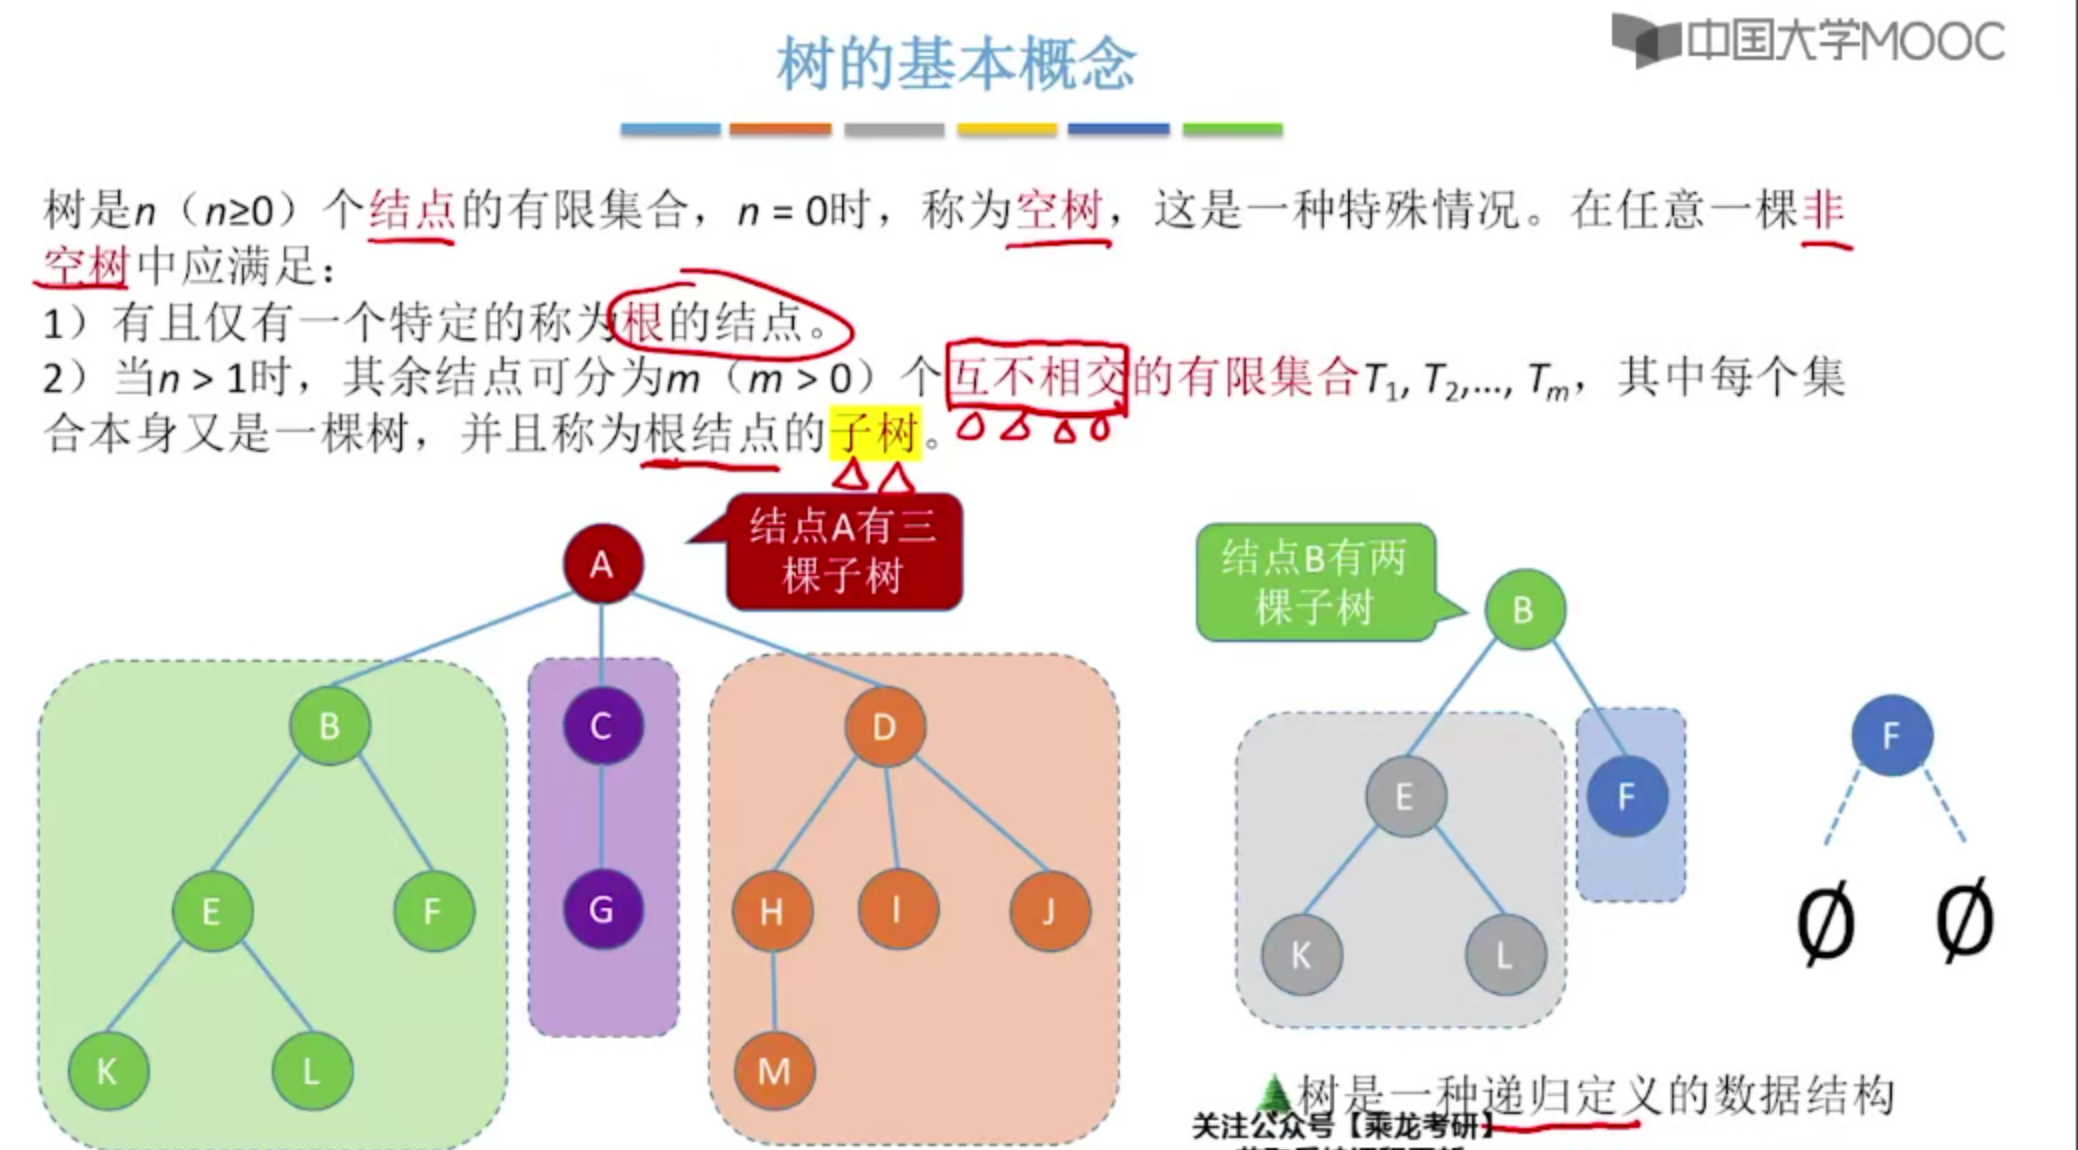 中国大学MOOC
树的基本概念
树是n（n≥0）个结点的有限集合，n = 0时，称为空树，这是一种特殊情况。在任意一棵非
空树中应满足：
1）有且仅有一个特定的称为根的结点。
2）当n > 1时，其余结点可分为m（m > 0）个互不相交的有限集合T1, T2,…, Tm，其中每个集
合本身又是一棵树，并且称为根结点的子树。
结点A有三
棵子树
A
B
C
D
E
F
G
H
I
J
K
L
M
结点B有两
棵子树
B
E
F
K
L
F
Ø Ø
树是一种递归定义的数据结构
关注公众号【乘龙考研】